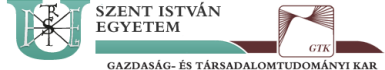 SZENT ISTVÁN
EGYETEM
GTK
GAZDASÁG- ÉS TÁRSADALOMTUDOMÁNYI KAR